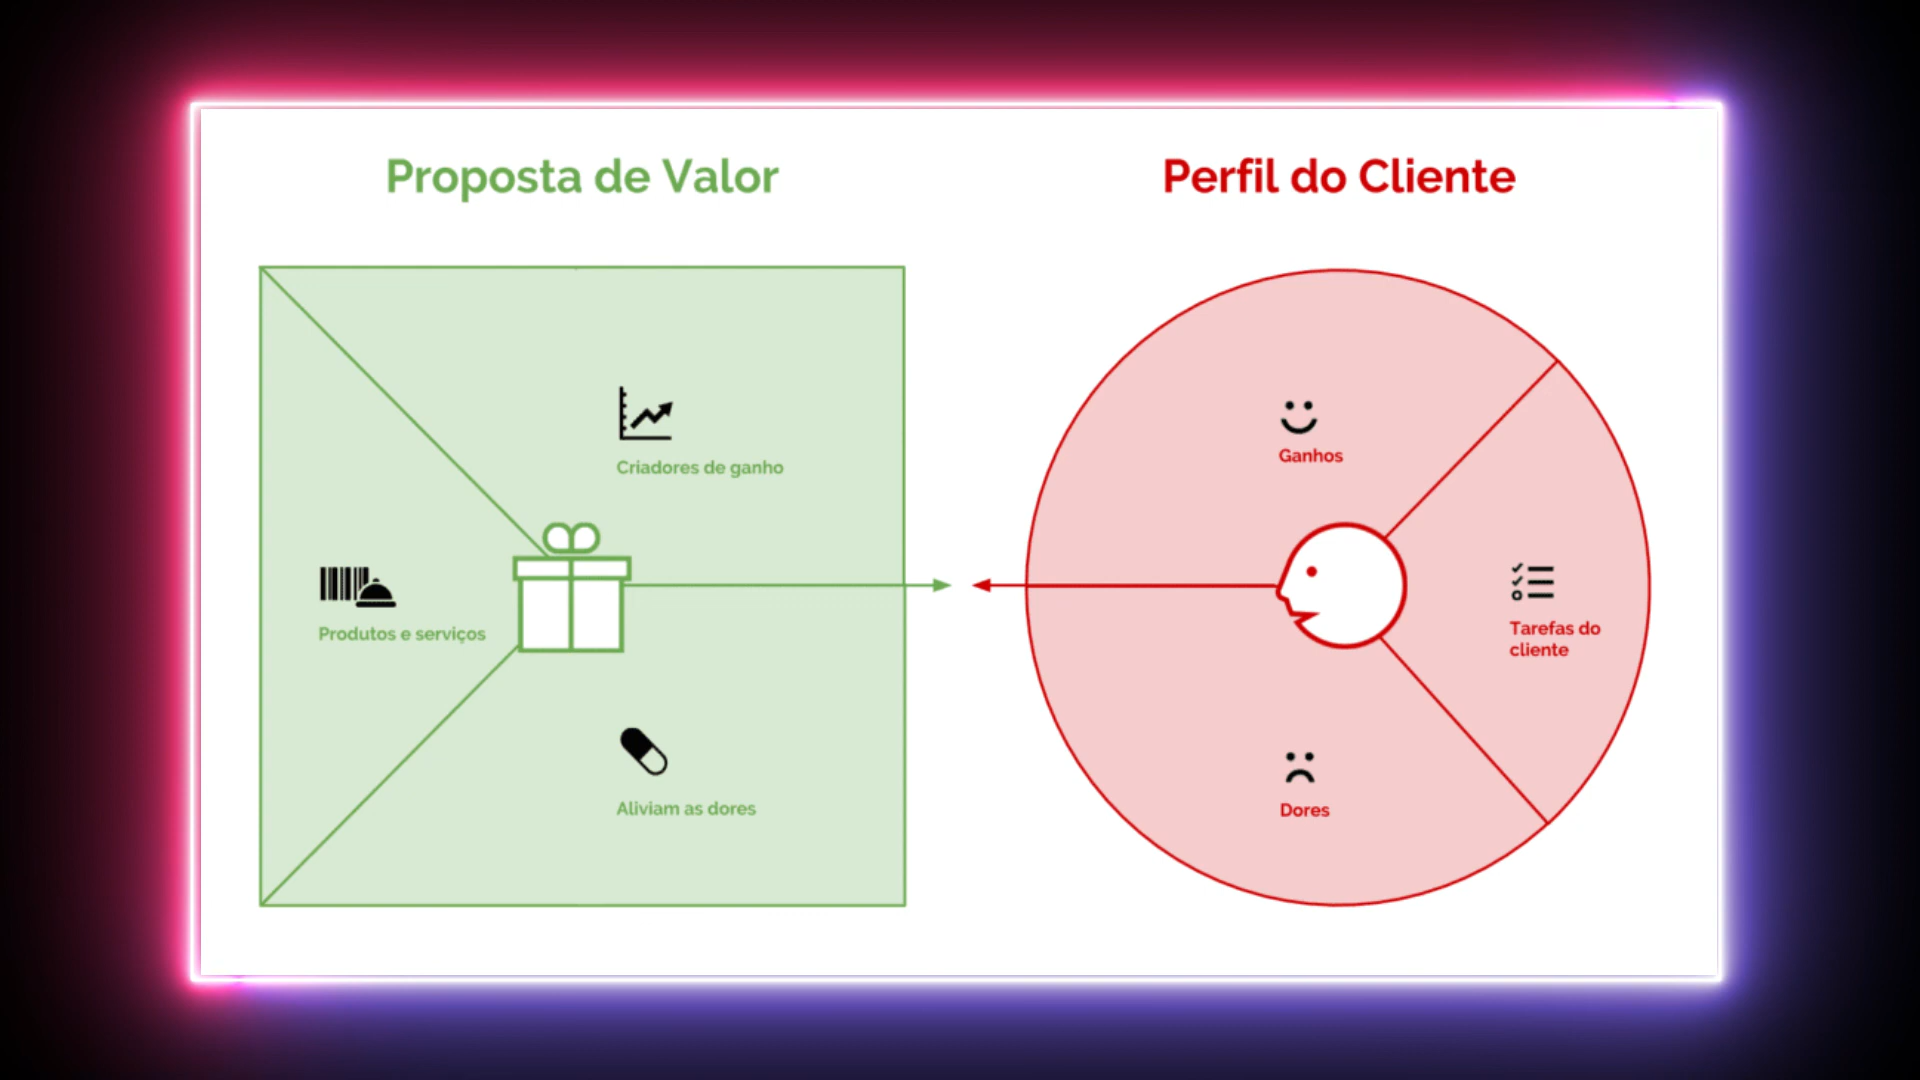 Proposta de Valor
Perfil do Cliente
Criadores de ganho
Produtos e serviços
Aliviam as dores
Ganhos
Tarefas do
cliente
Dores